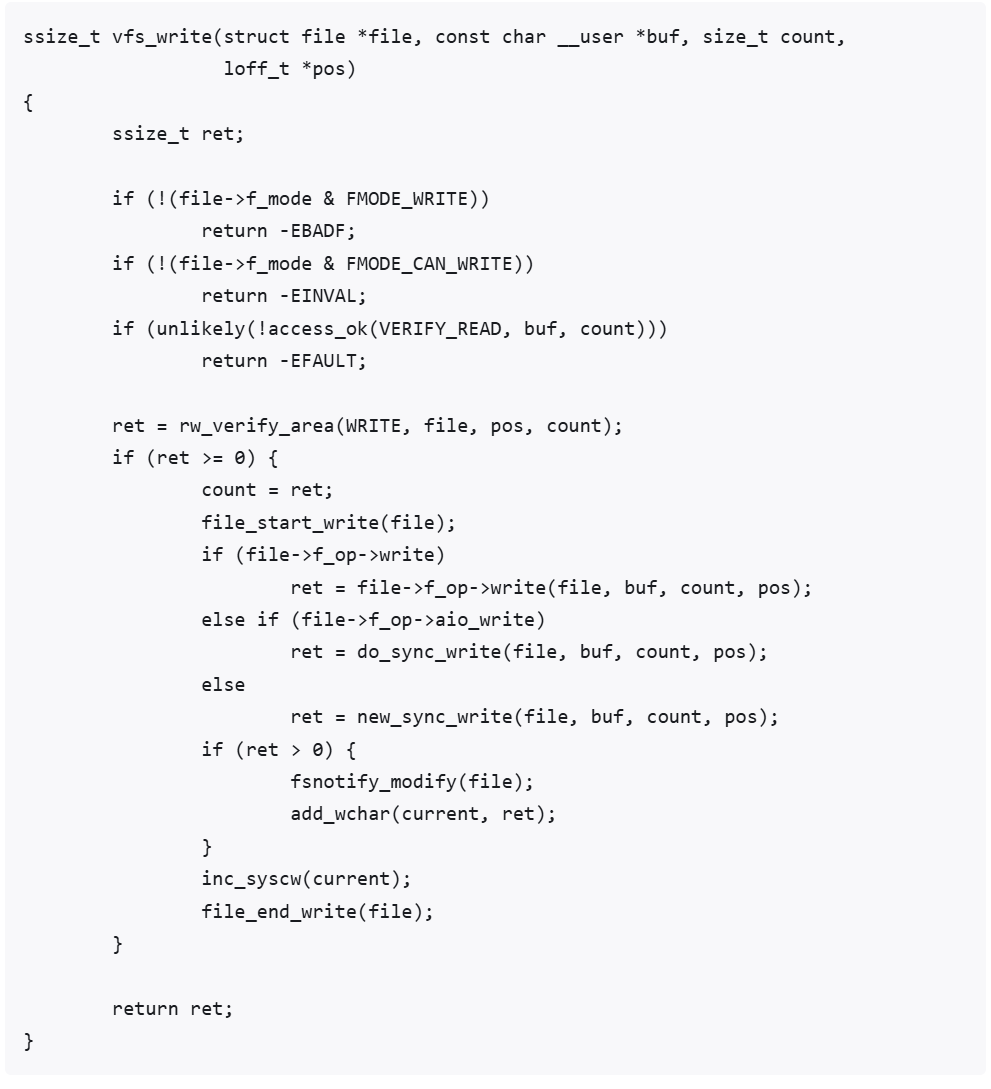 ssize_t vfs_write(struct file *file, const char __user *buf, size_t count,
                  loff_t *pos)
{
        ssize_t ret;

        if (!(file->f_mode & FMODE_WRITE))
                return -EBADF;
        if (!(file->f_mode & FMODE_CAN_WRITE))
                return -EINVAL;
        if (unlikely(!access_ok(VERIFY_READ, buf, count)))
                return -EFAULT;

        ret = rw_verify_area(WRITE, file, pos, count);
        if (ret >= 0) {
                count = ret;
                file_start_write(file);
                if (file->f_op->write)
                        ret = file->f_op->write(file, buf, count, pos);
                else if (file->f_op->aio_write)
                        ret = do_sync_write(file, buf, count, pos);
                else
                        ret = new_sync_write(file, buf, count, pos);
                if (ret > 0) {
                        fsnotify_modify(file);
                        add_wchar(current, ret);
                }
                inc_syscw(current);
                file_end_write(file);
        }

        return ret;
}